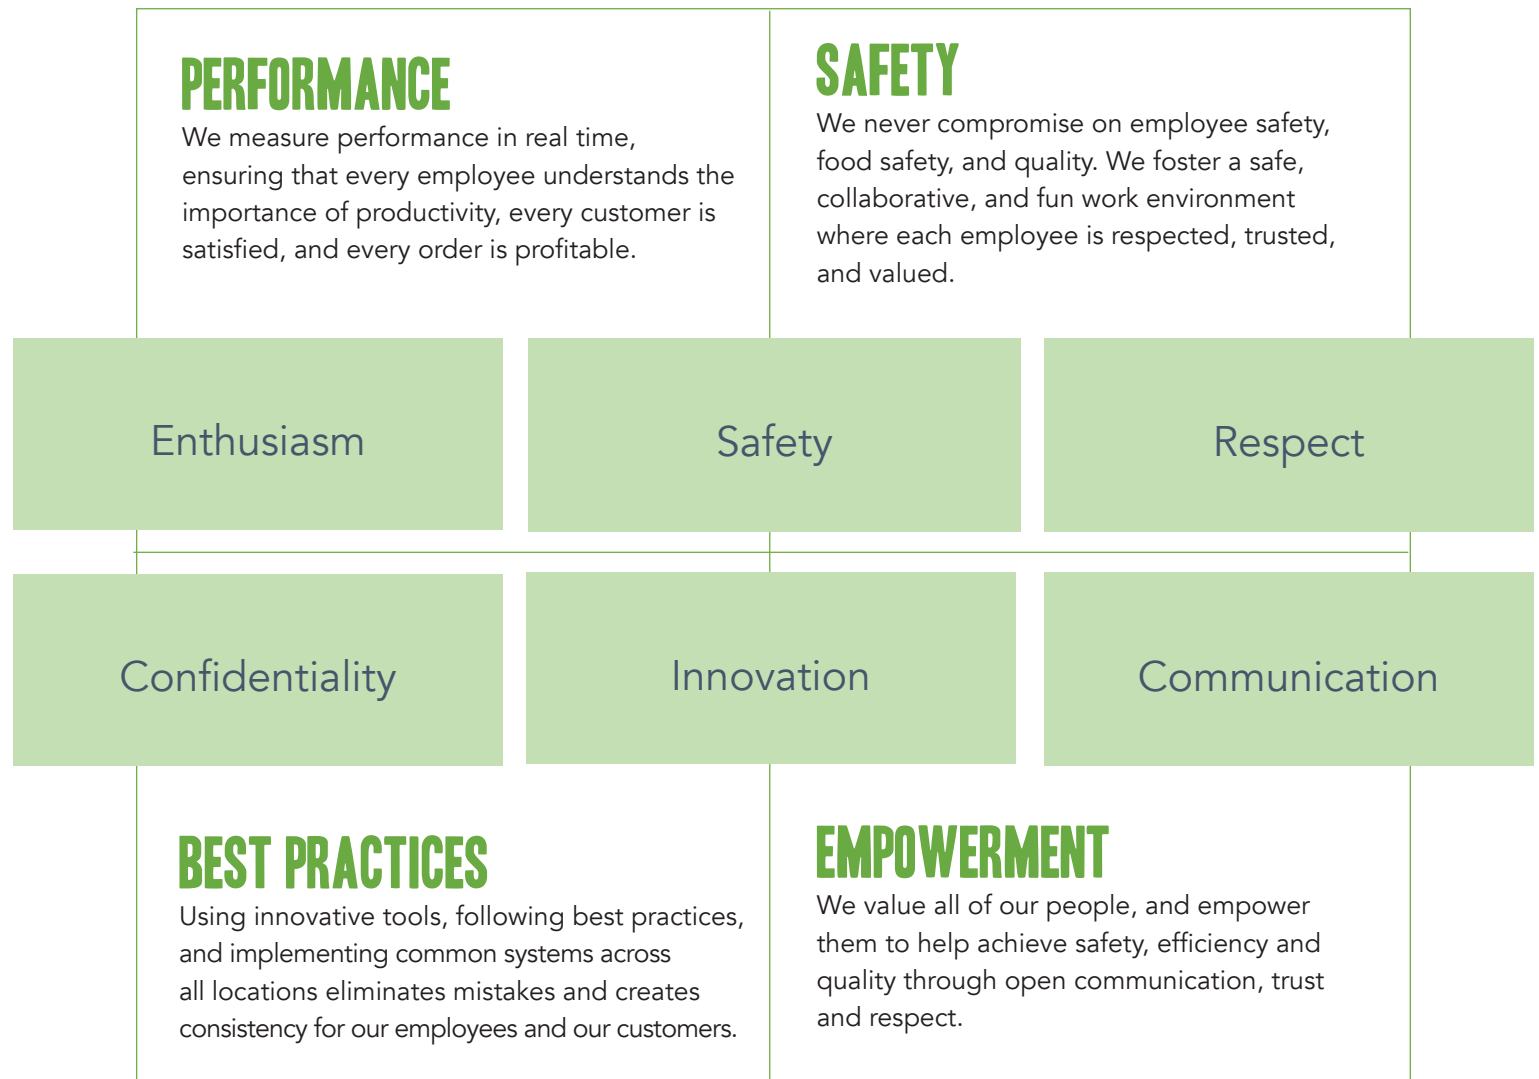 PERFORMANCE
We measure performance in real time,
ensuring that every employee understands the
importance of productivity, every customer is
satisfied, and every order is profitable.
SAFETY
We never compromise on employee safety,
food safety, and quality. We foster a safe,
collaborative, and fun work environment
where each employee is respected, trusted,
and valued.
Enthusiasm
Safety
Respect
Confidentiality
Innovation
Communication
BEST PRACTICES
Using innovative tools, following best practices,
and implementing common systems across
all locations eliminates mistakes and creates
consistency for our employees and our customers.
EMPOWERMENT
We value all of our people, and empower
them to help achieve safety, efficiency and
quality through open communication, trust
and respect.